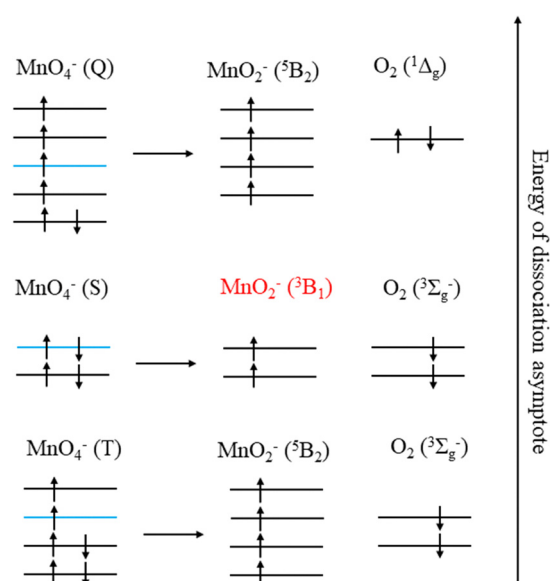 MnO₄⁻ (Q) MnO₂⁻ (⁵B₂) O₂ (¹Δg)
MnO₄⁻ (S) MnO₂⁻ (³B₁) O₂ (³Σg⁻)
MnO₄⁻ (T) MnO₂⁻ (⁵B₂) O₂ (³Σg⁻)
Energy of dissociation asymptote